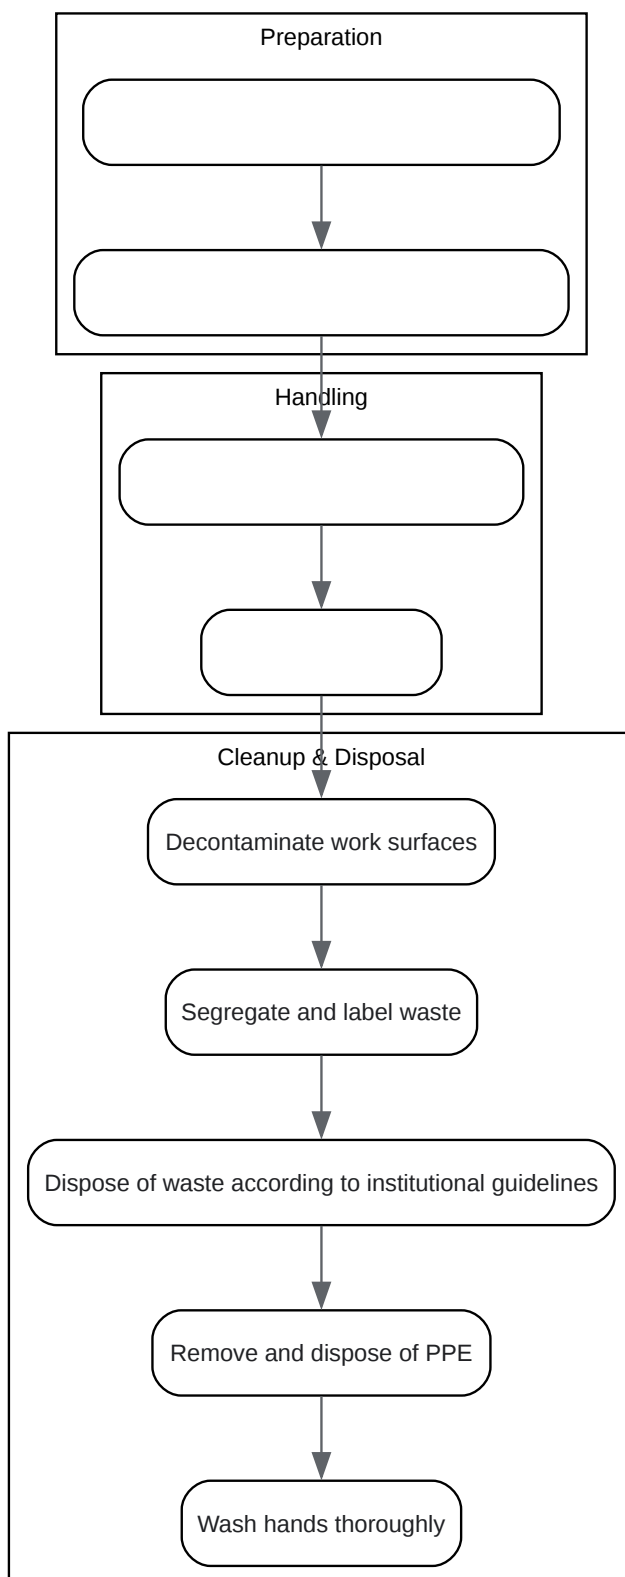 Preparation
Handling
Cleanup & Disposal
Decontaminate work surfaces
Segregate and label waste
Dispose of waste according to institutional guidelines
Remove and dispose of PPE
Wash hands thoroughly